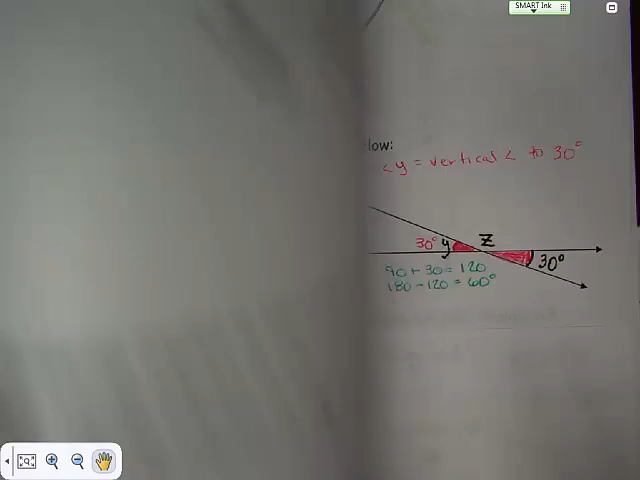 SMART Ink
low:
<y = vertical < to 30°
30° y Z 30°
90 + 30 = 120
180 - 120 = 60°